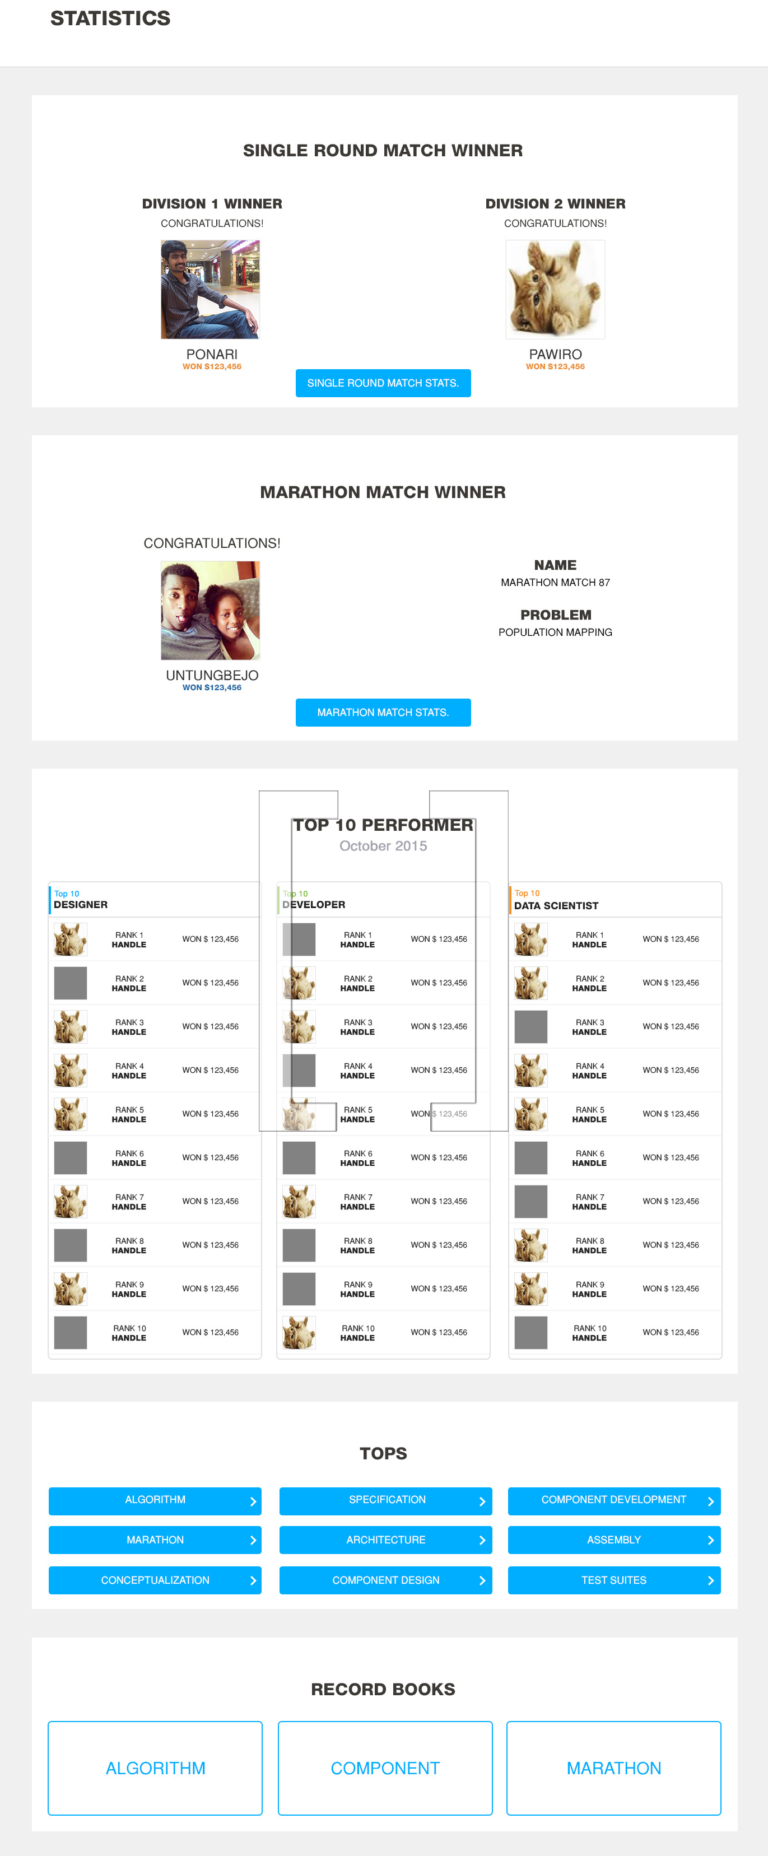 STATISTICS
SINGLE ROUND MATCH WINNER
DIVISION 1 WINNER
CONGRATULATIONS!
PONARI
WON $123,456
DIVISION 2 WINNER
CONGRATULATIONS!
PAWIRO
WON $123,456
SINGLE ROUND MATCH STATS.
MARATHON MATCH WINNER
CONGRATULATIONS!
UNTUNGBEJO
WON $123,456
NAME
MARATHON MATCH 87
PROBLEM
POPULATION MAPPING
MARATHON MATCH STATS.
TOP 10 PERFORMER
October 2015
Top 10
DESIGNER
RANK 1
HANDLE
WON $ 123,456
RANK 2
HANDLE
WON $ 123,456
RANK 3
HANDLE
WON $ 123,456
RANK 4
HANDLE
WON $ 123,456
RANK 5
HANDLE
WON $ 123,456
RANK 6
HANDLE
WON $ 123,456
RANK 7
HANDLE
WON $ 123,456
RANK 8
HANDLE
WON $ 123,456
RANK 9
HANDLE
WON $ 123,456
RANK 10
HANDLE
WON $ 123,456
Top 10
DEVELOPER
RANK 1
HANDLE
WON $ 123,456
RANK 2
HANDLE
WON $ 123,456
RANK 3
HANDLE
WON $ 123,456
RANK 4
HANDLE
WON $ 123,456
RANK 5
HANDLE
WON $ 123,456
RANK 6
HANDLE
WON $ 123,456
RANK 7
HANDLE
WON $ 123,456
RANK 8
HANDLE
WON $ 123,456
RANK 9
HANDLE
WON $ 123,456
RANK 10
HANDLE
WON $ 123,456
Top 10
DATA SCIENTIST
RANK 1
HANDLE
WON $ 123,456
RANK 2
HANDLE
WON $ 123,456
RANK 3
HANDLE
WON $ 123,456
RANK 4
HANDLE
WON $ 123,456
RANK 5
HANDLE
WON $ 123,456
RANK 6
HANDLE
WON $ 123,456
RANK 7
HANDLE
WON $ 123,456
RANK 8
HANDLE
WON $ 123,456
RANK 9
HANDLE
WON $ 123,456
RANK 10
HANDLE
WON $ 123,456
TOPS
ALGORITHM
SPECIFICATION
COMPONENT DEVELOPMENT
MARATHON
ARCHITECTURE
ASSEMBLY
CONCEPTUALIZATION
COMPONENT DESIGN
TEST SUITES
RECORD BOOKS
ALGORITHM
COMPONENT
MARATHON